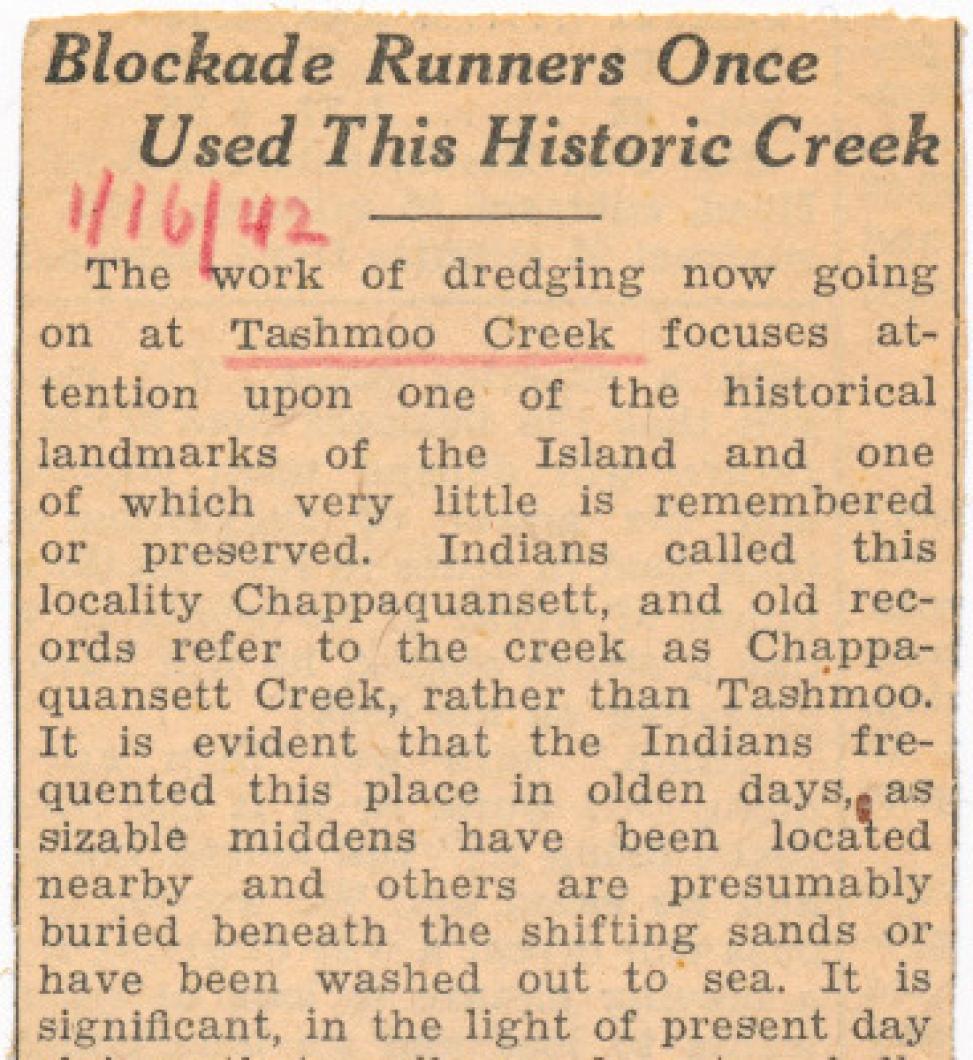 Blockade Runners Once
Used This Historic Creek
1/16/42
The work of dredging now going
on at Tashmoo Creek focuses at-
tention upon one of the historical
landmarks of the Island and one
of which very little is remembered
or preserved. Indians called this
locality Chappaquansett, and old rec-
ords refer to the creek as Chappa-
quansett Creek, rather than Tashmoo.
It is evident that the Indians fre-
quented this place in olden days, as
sizable middens have been located
nearby and others are presumably
buried beneath the shifting sands or
have been washed out to sea. It is
significant, in the light of present day